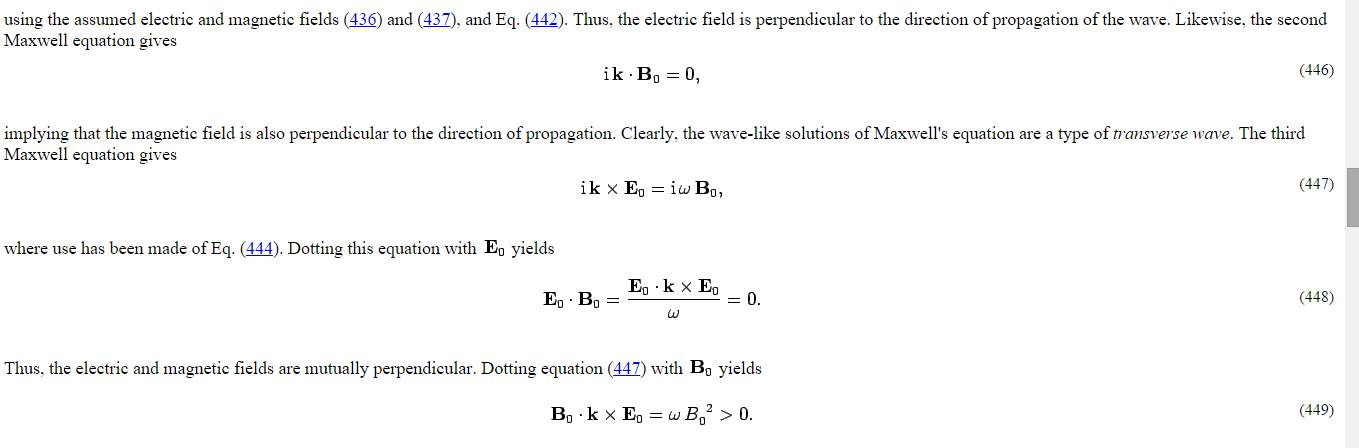 using the assumed electric and magnetic fields (436) and (437), and Eq. (442). Thus, the electric field is perpendicular to the direction of propagation of the wave. Likewise, the second
Maxwell equation gives
i k · B₀ = 0, (446)
implying that the magnetic field is also perpendicular to the direction of propagation. Clearly, the wave-like solutions of Maxwell's equation are a type of transverse wave. The third
Maxwell equation gives
i k × E₀ = i ω B₀, (447)
where use has been made of Eq. (444). Dotting this equation with E₀ yields
E₀ · B₀ = (E₀ · k × E₀) / ω = 0. (448)
Thus, the electric and magnetic fields are mutually perpendicular. Dotting equation (447) with B₀ yields
B₀ · k × E₀ = ω B₀² > 0. (449)